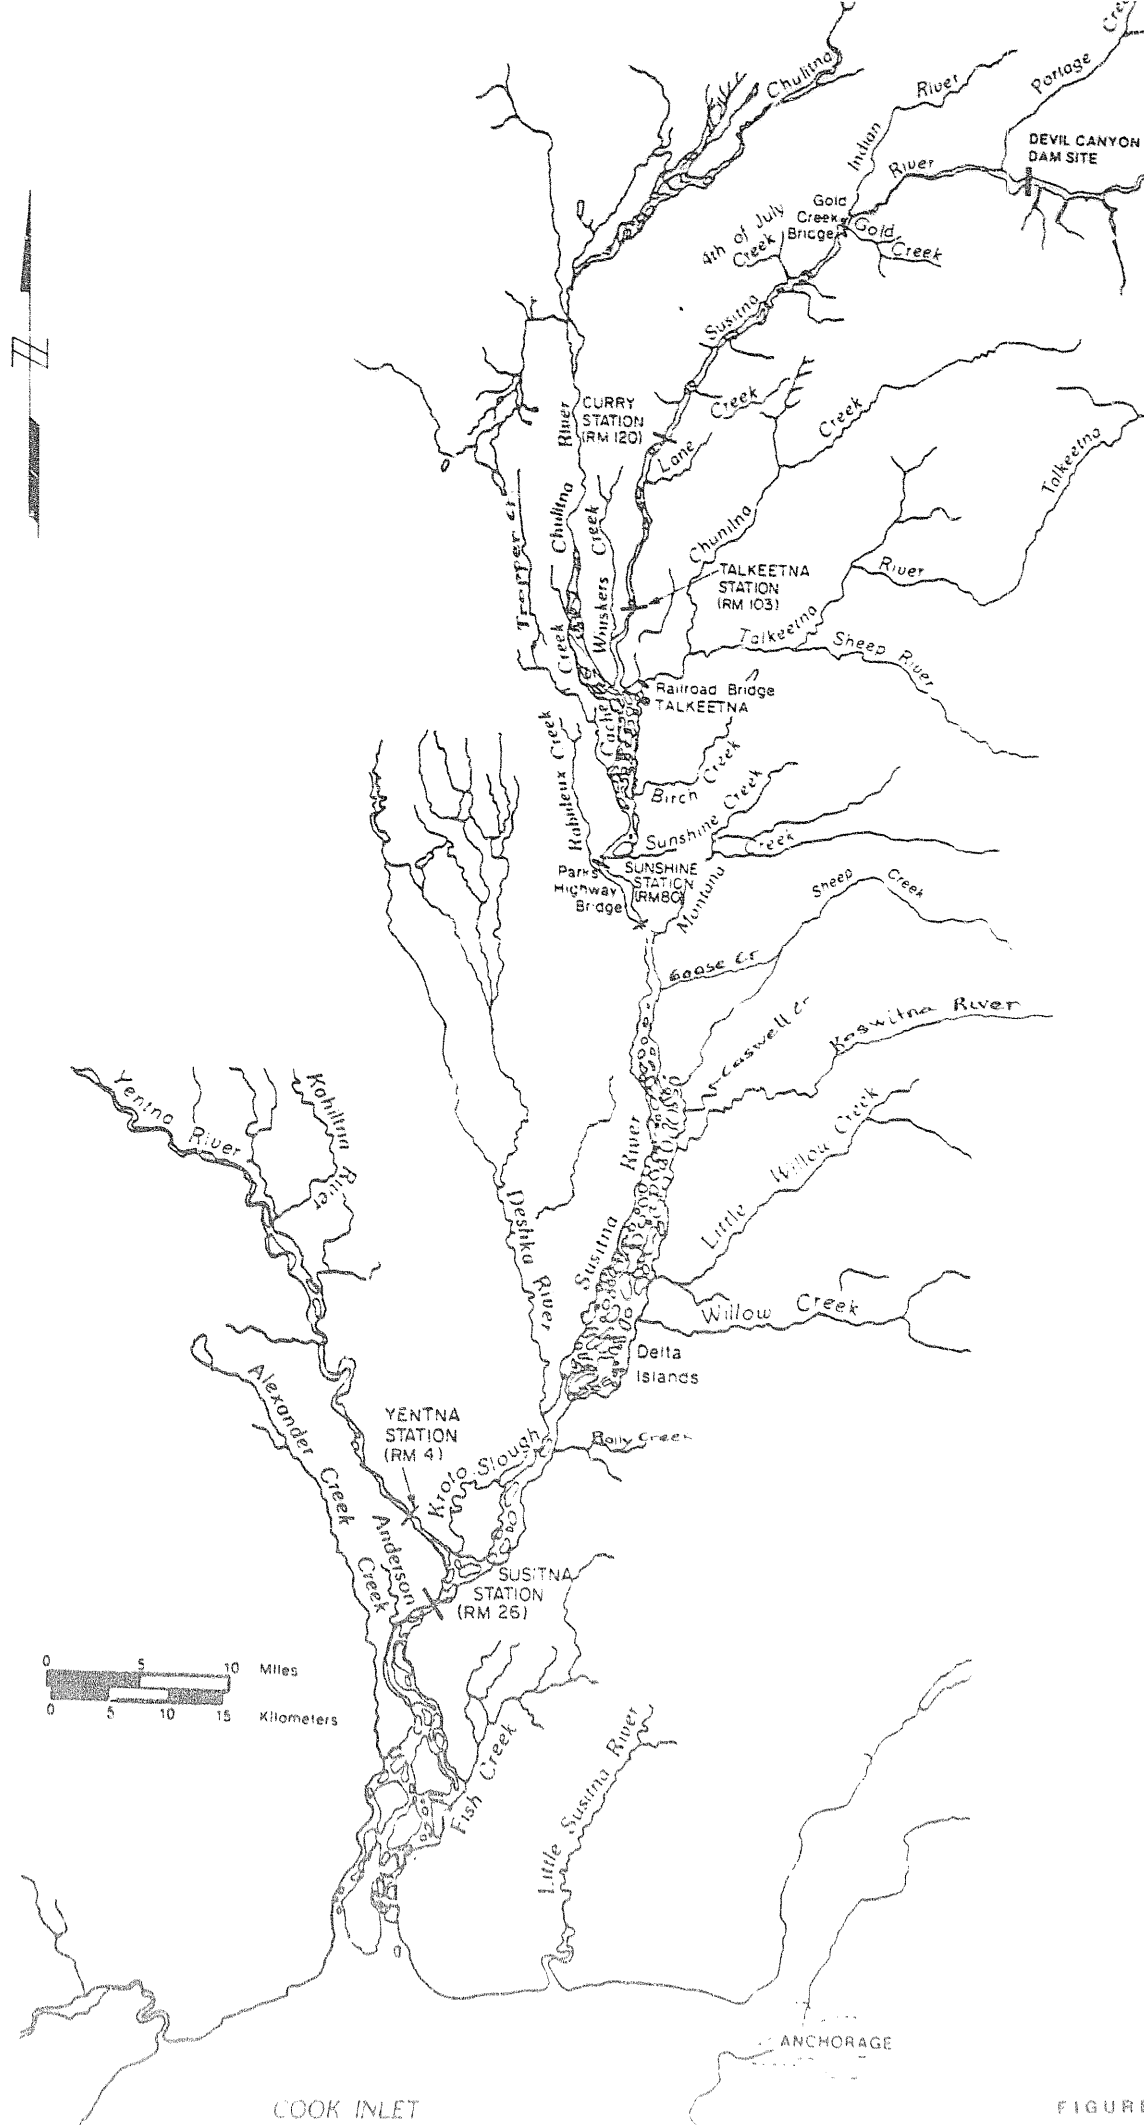 Cree
Portage
Chulitna
River
Indian
River
DEVIL CANYON
DAM SITE
Gold
Creek
Bridge
Gold
Creek
4th of July
Creek
Susitna
Creek
Lane
CURRY
STATION
(RM 120)
River
Chulitna
Creek
Talkeetna
River
Chunilna
Trapper Cr.
Creek
Whiskers
TALKEETNA
STATION
(RM 103)
Talkeetna
Sheep River
Creek
Cache
Railroad Bridge
TALKEETNA
Rabideux Creek
Birch Creek
Sunshine Creek
Creek
Montana
SUNSHINE
STATION
(RM80)
Parks
Highway
Bridge
Sheep
Creek
Goose Cr
Caswell Cr
Kaswitna River
Yentna River
Kahiltna
River
Deshka River
Susitna
River
Little Willow Creek
Willow Creek
Delta
Islands
Alexander Creek
YENTNA
STATION
(RM 4)
Kroto Slough
Rolly Creek
Anderson
Creek
SUSITNA
STATION
(RM 26)
0 5 10 Miles
0 5 10 15 Kilometers
Fish Creek
Little Susitna River
ANCHORAGE
COOK INLET
FIGURE
N